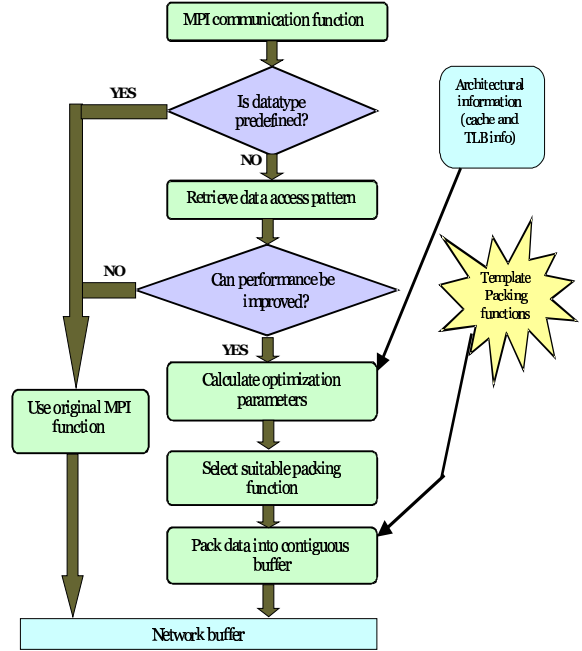 MPI communication function
YES
Is datatype
predefined?
Architectural
information
(cache and
TLB info)
NO
Retrieve data access pattern
NO
Can performance be
improved?
Template
Packing
functions
YES
Calculate optimization
parameters
Use original MPI
function
Select suitable packing
function
Pack data into contiguous
buffer
Network buffer